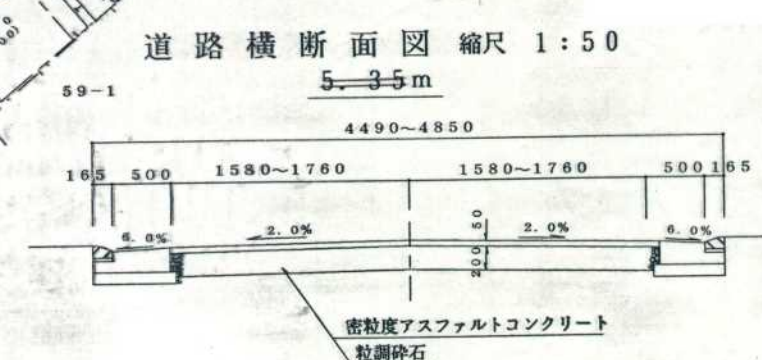 道路横断面図 縮尺 1:50
5.35m
59-1
4490~4850
165 500 1580~1760 1580~1760 500 165
6.0% 2.0% 50 2.0% 6.0%
200
密粒度アスファルトコンクリート
粒調砕石